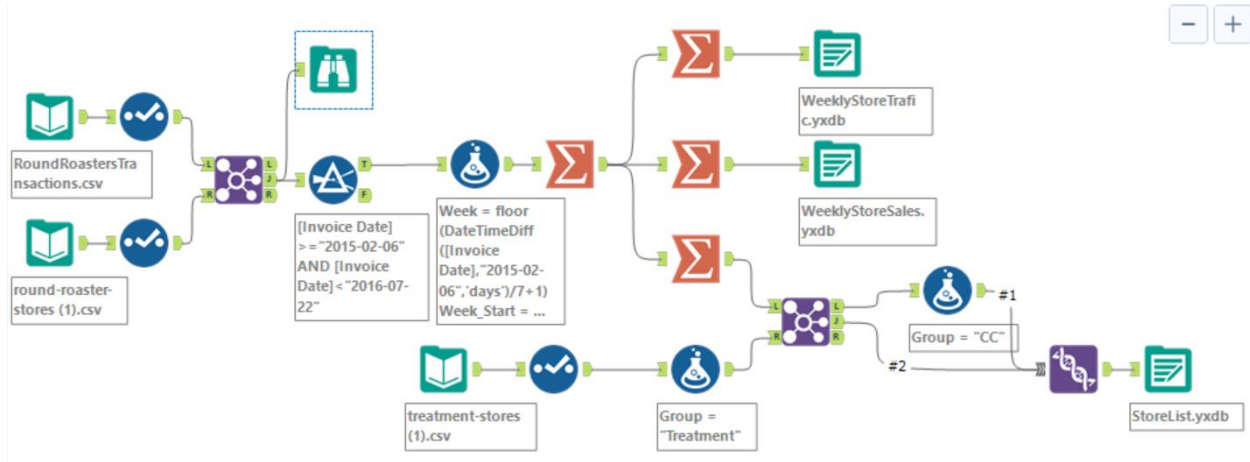 − +
RoundRoastersTra
nsactions.csv
round-roaster-
stores (1).csv
L
R
L
J
R
T
F
[Invoice Date]
>="2015-02-06"
AND [Invoice
Date]<"2016-07-
22"
Week = floor
(DateTimeDiff
([Invoice
Date],"2015-02-
06",'days')/7+1)
Week_Start = ...
WeeklyStoreTrafi
c.yxdb
WeeklyStoreSales.
yxdb
treatment-stores
(1).csv
Group =
"Treatment"
L
R
L
J
R
Group = "CC"
#1
#2
StoreList.yxdb